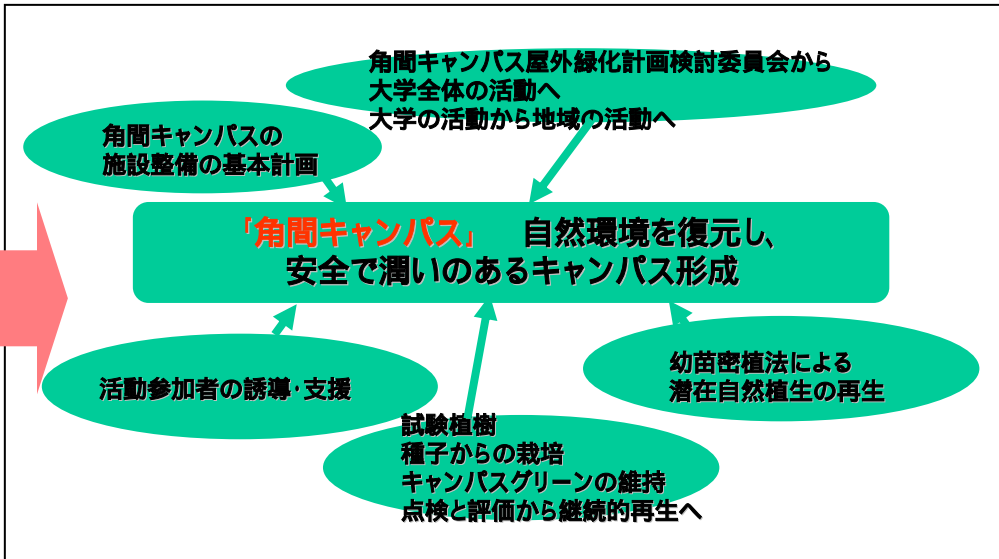 角間キャンパス屋外緑化計画検討委員会から
大学全体の活動へ
大学の活動から地域の活動へ
角間キャンパスの
施設整備の基本計画
「角間キャンパス」　自然環境を復元し、
安全で潤いのあるキャンパス形成
活動参加者の誘導・支援
幼苗密植法による
潜在自然植生の再生
試験植樹
種子からの栽培
キャンパスグリーンの維持
点検と評価から継続的再生へ